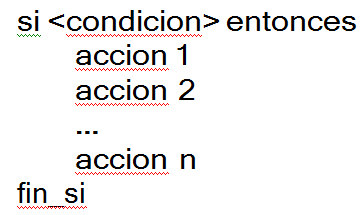 si <condicion> entonces
accion 1
accion 2
...
accion n
fin_si